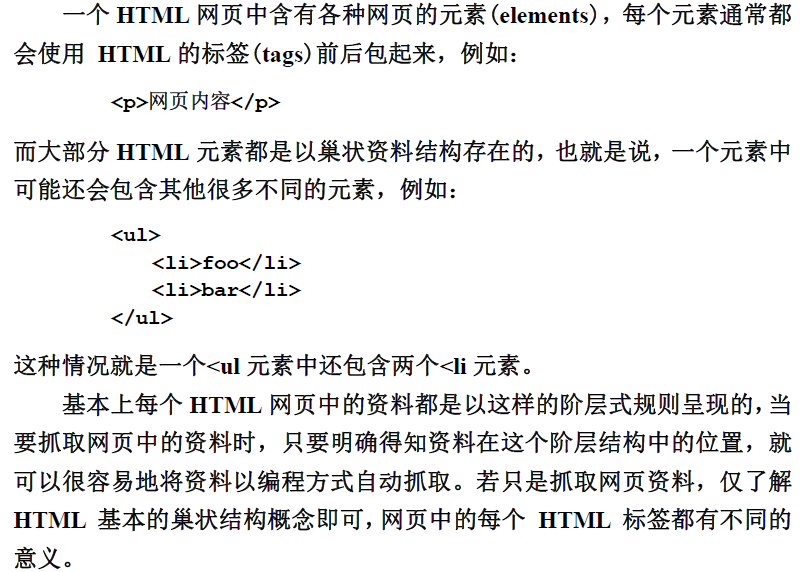 一个 HTML 网页中含有各种网页的元素(elements)，每个元素通常都
会使用 HTML 的标签(tags)前后包起来，例如：
<p>网页内容</p>
而大部分 HTML 元素都是以巢状资料结构存在的，也就是说，一个元素中
可能还会包含其他很多不同的元素，例如：
<ul>
<li>foo</li>
<li>bar</li>
</ul>
这种情况就是一个<ul 元素中还包含两个<li 元素。
基本上每个 HTML 网页中的资料都是以这样的阶层式规则呈现的，当
要抓取网页中的资料时，只要明确得知资料在这个阶层结构中的位置，就
可以很容易地将资料以编程方式自动抓取。若只是抓取网页资料，仅了解
HTML 基本的巢状结构概念即可，网页中的每个 HTML 标签都有不同的
意义。